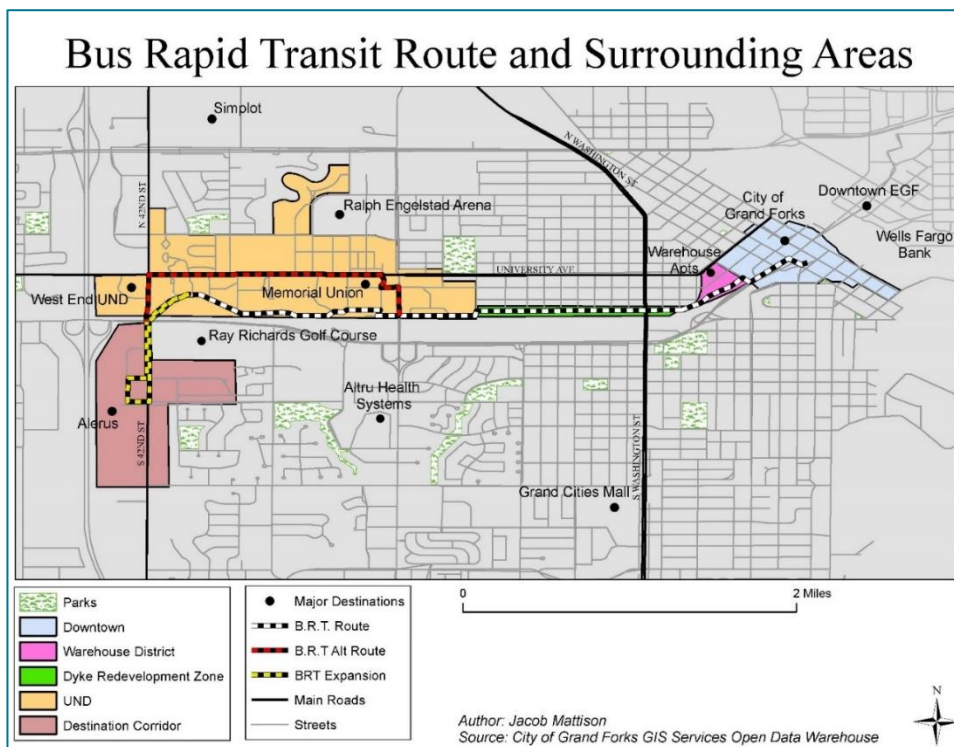 Bus Rapid Transit Route and Surrounding Areas
Simplot
N 42ND ST
N WASHINGTON ST
Ralph Engelstad Arena
City of
Grand Forks
Downtown EGF
Wells Fargo
Bank
Warehouse
Apts
UNIVERSITY AVE
West End UND
Memorial Union
Ray Richards Golf Course
Altru Health
Systems
Alerus
S 42ND ST
Grand Cities Mall
S WASHINGTON ST
0
2 Miles
Parks
Downtown
Warehouse District
Dyke Redevelopment Zone
UND
Destination Corridor
Major Destinations
B.R.T. Route
B.R.T Alt Route
BRT Expansion
Main Roads
Streets
N
Author: Jacob Mattison
Source: City of Grand Forks GIS Services Open Data Warehouse